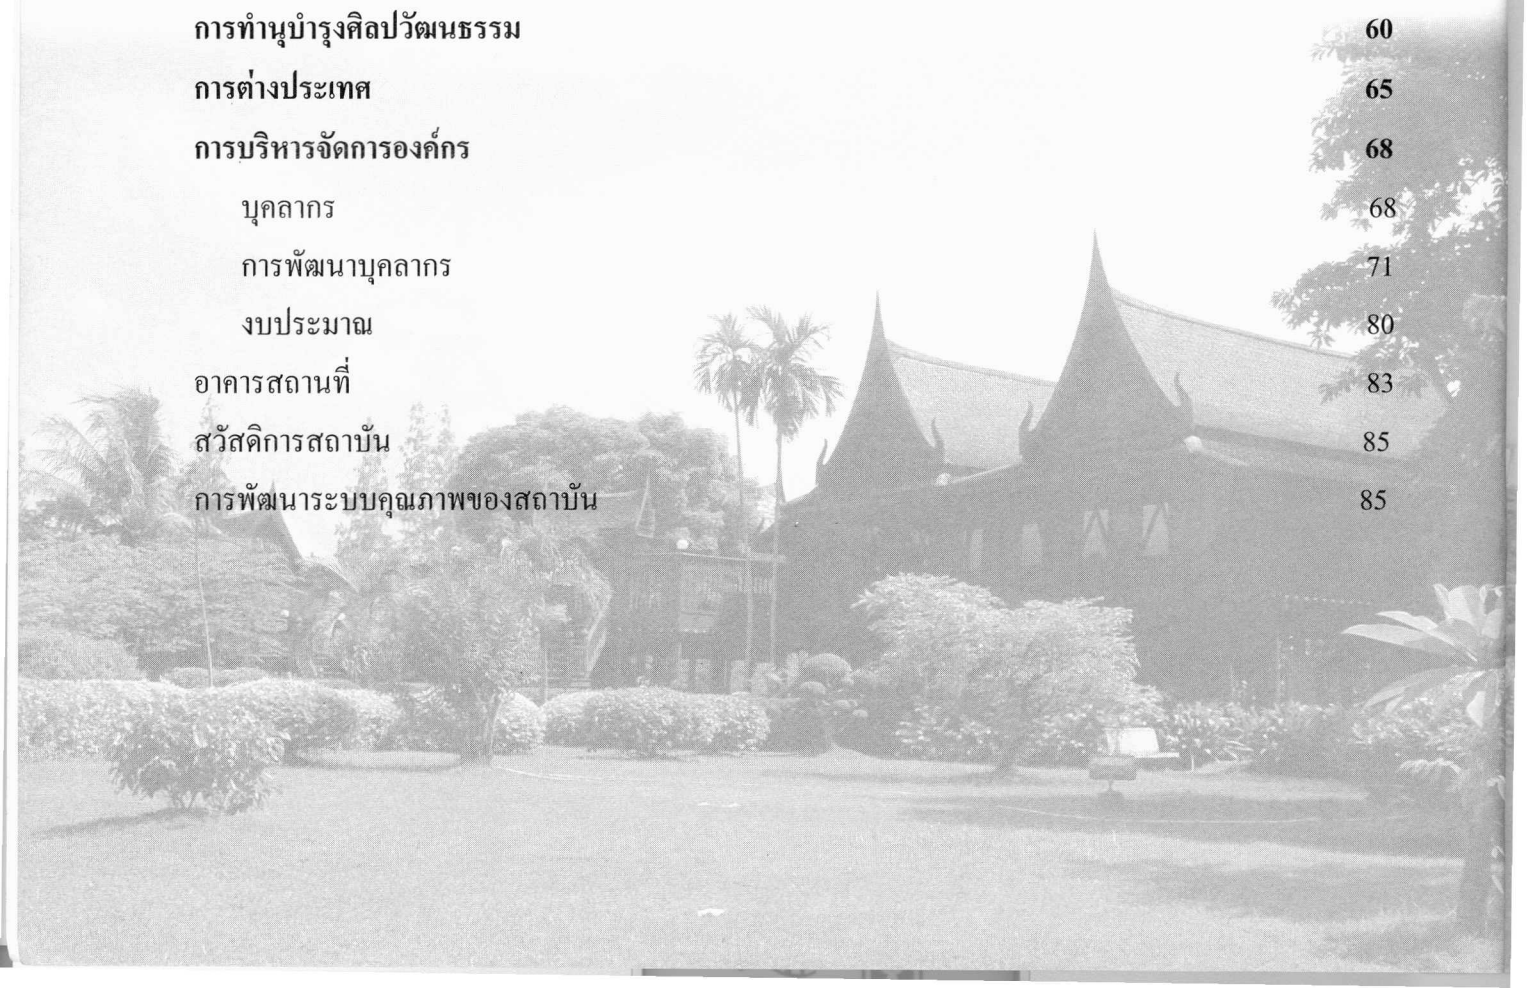 การทำนุบำรุงศิลปวัฒนธรรม 60
การต่างประเทศ 65
การบริหารจัดการองค์กร 68
บุคลากร 68
การพัฒนาบุคลากร 71
งบประมาณ 80
อาคารสถานที่ 83
สวัสดิการสถาบัน 85
การพัฒนาระบบคุณภาพของสถาบัน 85